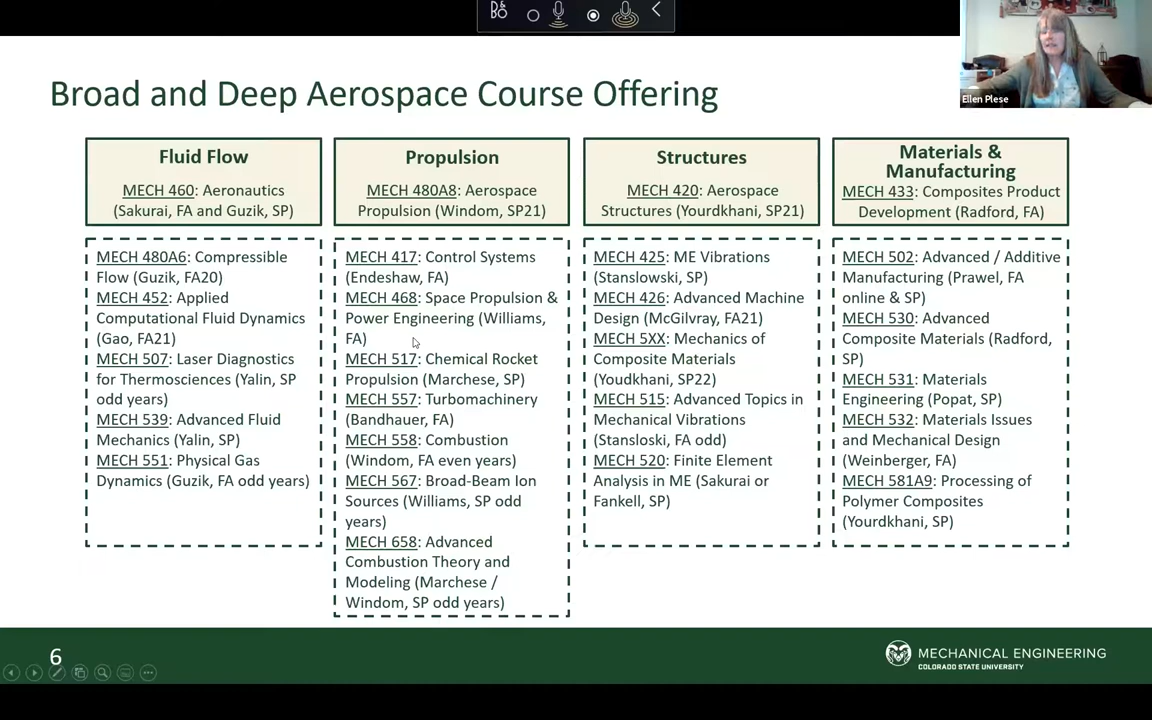 Ellen Plese
Broad and Deep Aerospace Course Offering
Fluid Flow
MECH 460: Aeronautics
(Sakurai, FA and Guzik, SP)
MECH 480A6: Compressible
Flow (Guzik, FA20)
MECH 452: Applied
Computational Fluid Dynamics
(Gao, FA21)
MECH 507: Laser Diagnostics
for Thermosciences (Yalin, SP
odd years)
MECH 539: Advanced Fluid
Mechanics (Yalin, SP)
MECH 551: Physical Gas
Dynamics (Guzik, FA odd years)
Propulsion
MECH 480A8: Aerospace
Propulsion (Windom, SP21)
MECH 417: Control Systems
(Endeshaw, FA)
MECH 468: Space Propulsion &
Power Engineering (Williams,
FA)
MECH 517: Chemical Rocket
Propulsion (Marchese, SP)
MECH 557: Turbomachinery
(Bandhauer, FA)
MECH 558: Combustion
(Windom, FA even years)
MECH 567: Broad-Beam Ion
Sources (Williams, SP odd
years)
MECH 658: Advanced
Combustion Theory and
Modeling (Marchese /
Windom, SP odd years)
Structures
MECH 420: Aerospace
Structures (Yourdkhani, SP21)
MECH 425: ME Vibrations
(Stanslowski, SP)
MECH 426: Advanced Machine
Design (McGilvray, FA21)
MECH 5XX: Mechanics of
Composite Materials
(Youdkhani, SP22)
MECH 515: Advanced Topics in
Mechanical Vibrations
(Stansloski, FA odd)
MECH 520: Finite Element
Analysis in ME (Sakurai or
Fankell, SP)
Materials &
Manufacturing
MECH 433: Composites Product
Development (Radford, FA)
MECH 502: Advanced / Additive
Manufacturing (Prawel, FA
online & SP)
MECH 530: Advanced
Composite Materials (Radford,
SP)
MECH 531: Materials
Engineering (Popat, SP)
MECH 532: Materials Issues
and Mechanical Design
(Weinberger, FA)
MECH 581A9: Processing of
Polymer Composites
(Yourdkhani, SP)
6
MECHANICAL ENGINEERING
COLORADO STATE UNIVERSITY